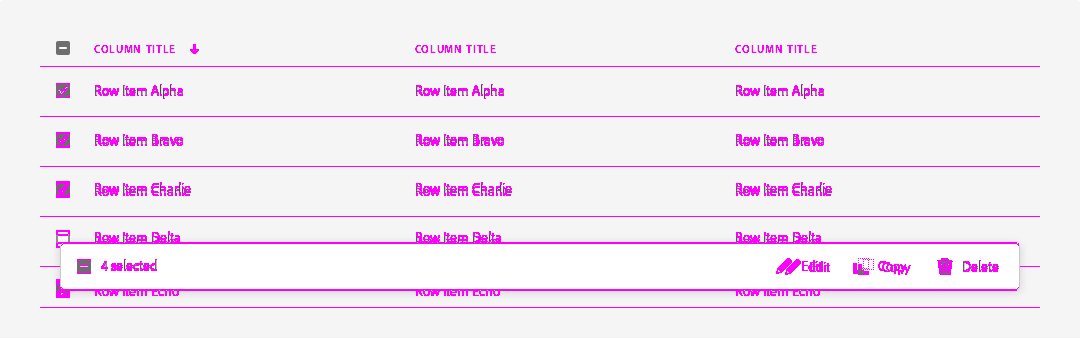 COLUMN TITLE COLUMN TITLE COLUMN TITLE
Row Item Alpha Row Item Alpha Row Item Alpha
Row Item Bravo Row Item Bravo Row Item Bravo
Row Item Charlie Row Item Charlie Row Item Charlie
Row Item Delta Row Item Delta Row Item Delta
4 selected Edit Copy Delete
Row Item Echo Row Item Echo Row Item Echo